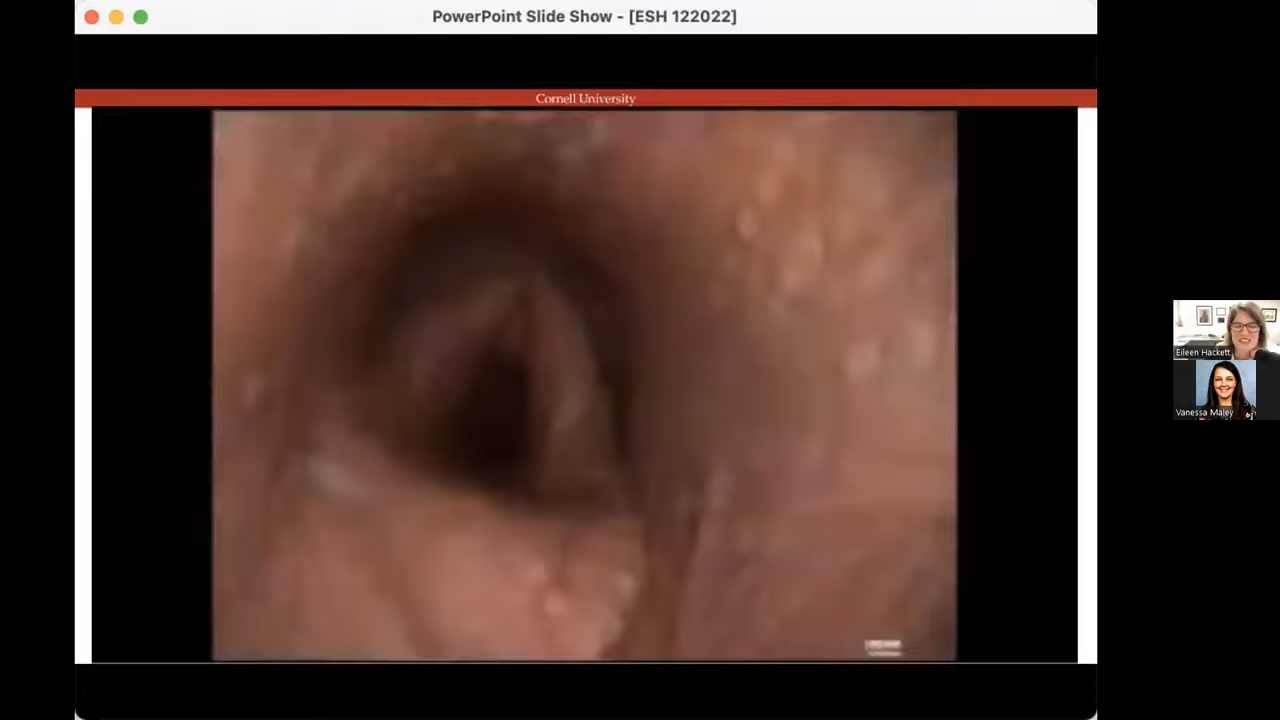 PowerPoint Slide Show - [ESH 122022]
Cornell University
Eileen Hackett
Vanessa Maley